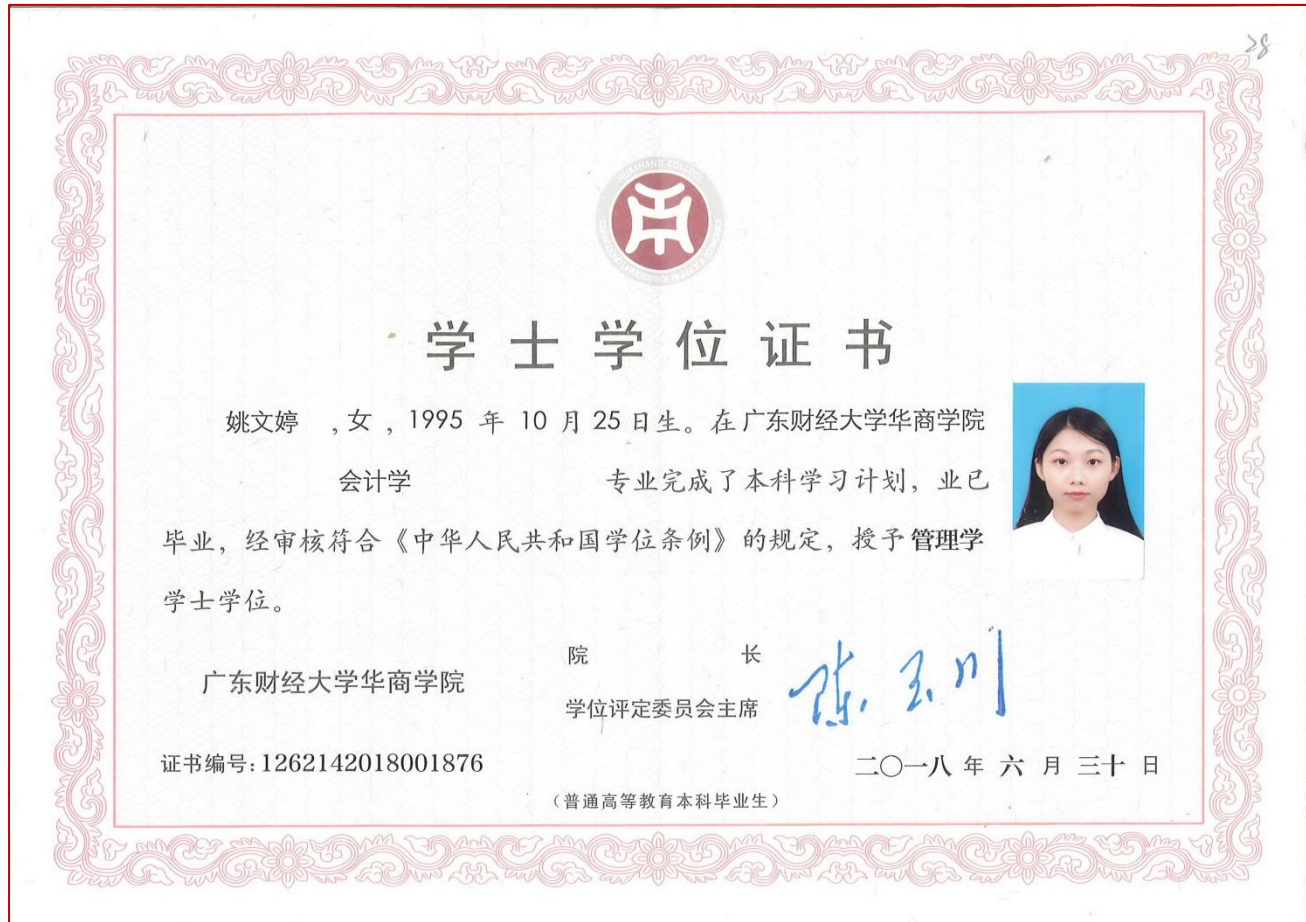 28
学士学位证书
姚文婷 , 女 , 1995 年 10 月 25 日生。在 广东财经大学华商学院
会计学 专业完成了本科学习计划，业已
毕业，经审核符合《中华人民共和国学位条例》的规定，授予 管理学
学士学位。
院 长
陈玉川
广东财经大学华商学院
学位评定委员会主席
证书编号: 1262142018001876
二〇一八 年 六 月 三十 日
（普通高等教育本科毕业生）